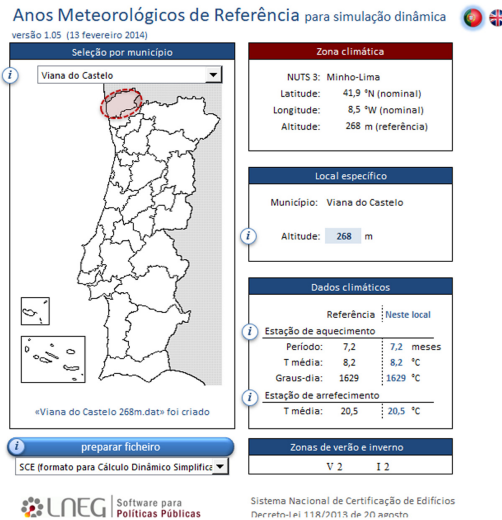 Anos Meteorológicos de Referência para simulação dinâmica
versão 1.05 (13 fevereiro 2014)
Seleção por município
i
Viana do Castelo
«Viana do Castelo 268m.dat» foi criado
i
preparar ficheiro
SCE (formato para Cálculo Dinâmico Simplifica
Zona climática
NUTS 3: Minho-Lima
Latitude: 41,9 °N (nominal)
Longitude: 8,5 °W (nominal)
Altitude: 268 m (referência)
Local específico
Município: Viana do Castelo
i
Altitude: 268 m
Dados climáticos
Referência Neste local
i
Estação de aquecimento
Período: 7,2 7,2 meses
T média: 8,2 8,2 °C
Graus-dia: 1629 1629 °C
i
Estação de arrefecimento
T média: 20,5 20,5 °C
Zonas de verão e inverno
V 2 I 2
LNEG
Software para
Políticas Públicas
Sistema Nacional de Certificação de Edifícios
Decreto-Lei 118/2013 de 20 agosto